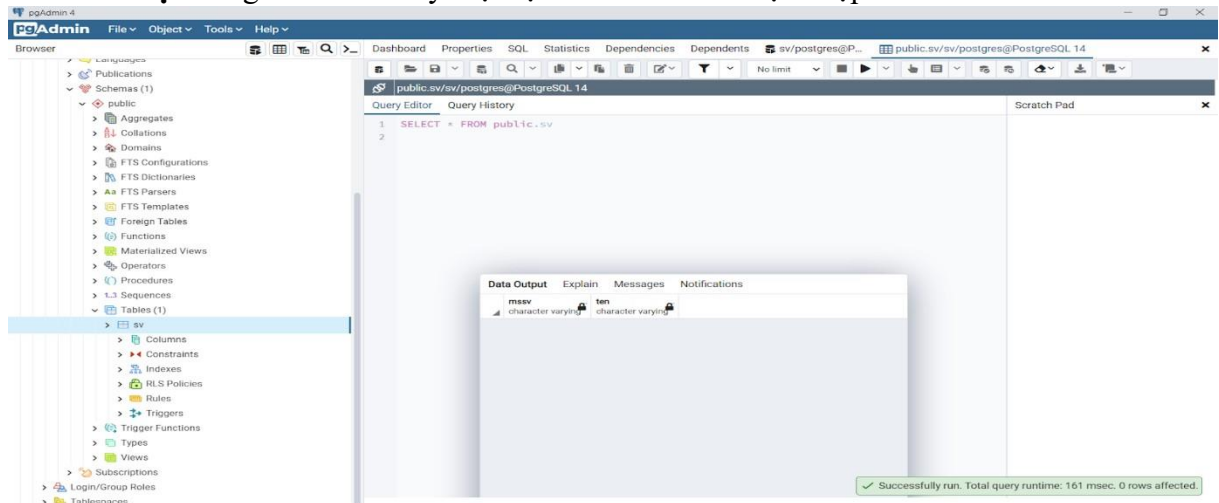 pgAdmin 4
pgAdmin File Object Tools Help
Browser
Dashboard Properties SQL Statistics Dependencies Dependents sv/postgres@P... public.sv/sv/postgres@PostgreSQL 14
No limit
public.sv/sv/postgres@PostgreSQL 14
Query Editor Query History
Scratch Pad
1 SELECT * FROM public.sv
2
Languages
Publications
Schemas (1)
public
Aggregates
Collations
Domains
FTS Configurations
FTS Dictionaries
Aa FTS Parsers
FTS Templates
Foreign Tables
Functions
Materialized Views
Operators
Procedures
1..3 Sequences
Tables (1)
sv
Columns
Constraints
Indexes
RLS Policies
Rules
Triggers
Trigger Functions
Types
Views
Subscriptions
Login/Group Roles
Tablespaces
Data Output Explain Messages Notifications
mssv ten
character varying character varying
Successfully run. Total query runtime: 161 msec. 0 rows affected.